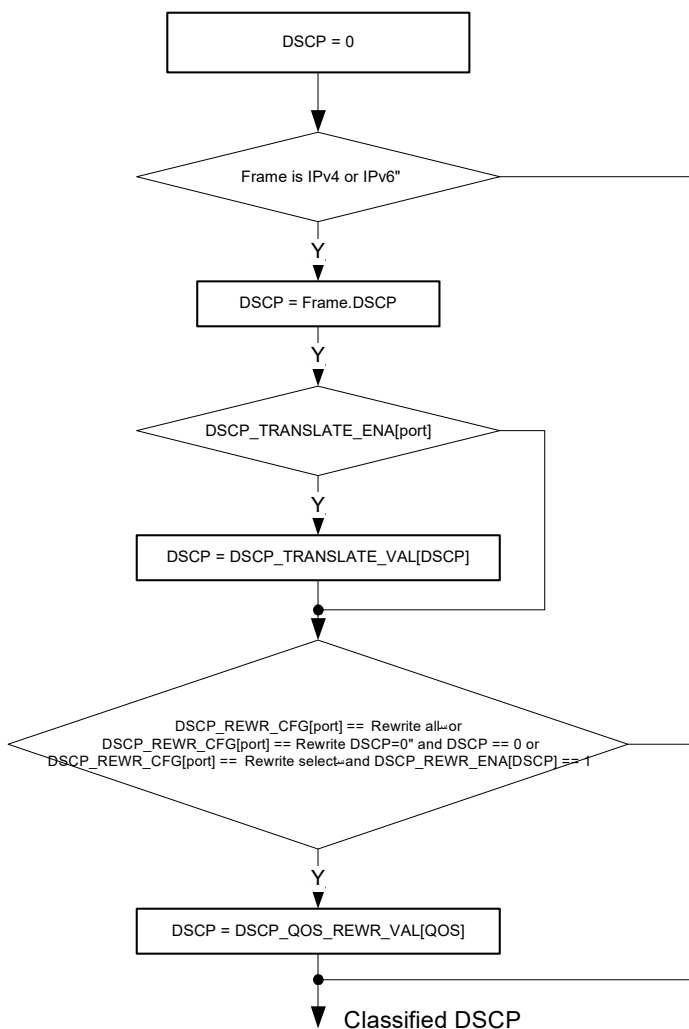 DSCP = 0
Frame is IPv4 or IPv6"
Y
DSCP = Frame.DSCP
Y
DSCP_TRANSLATE_ENA[port]
Y
DSCP = DSCP_TRANSLATE_VAL[DSCP]
DSCP_REWR_CFG[port] == Rewrite all or
DSCP_REWR_CFG[port] == Rewrite DSCP=0" and DSCP == 0 or
DSCP_REWR_CFG[port] == Rewrite select and DSCP_REWR_ENA[DSCP] == 1
Y
DSCP = DSCP_QOS_REWR_VAL[QOS]
Classified DSCP